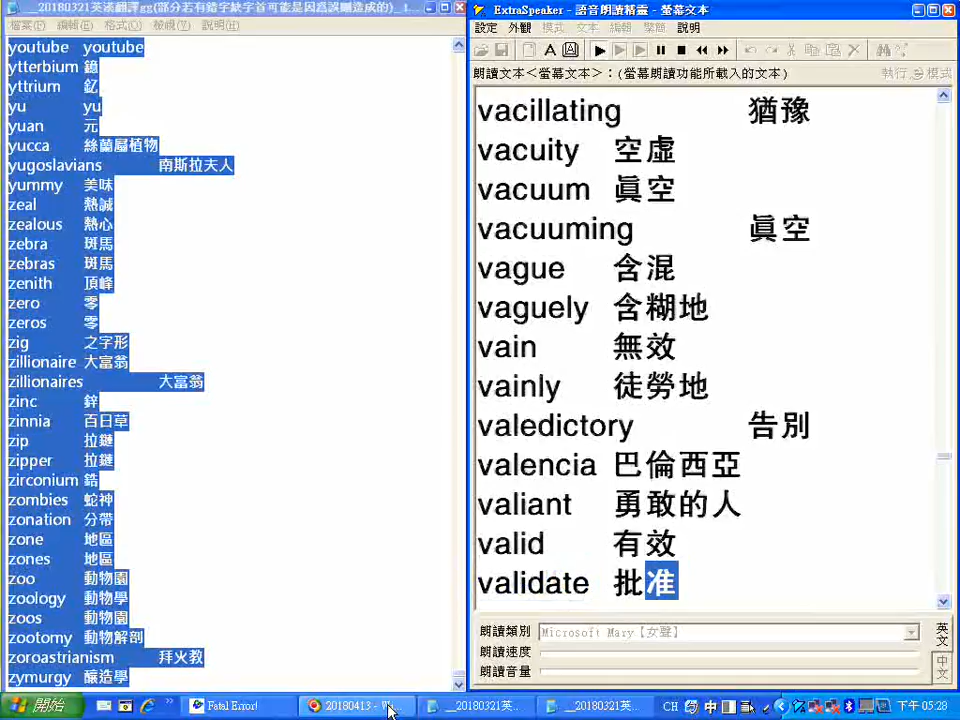 __20180321英漢翻譯gg(部分若有錯缺字首可能是因為誤刪造成的)_1...
檔案(F) 編輯(E) 格式(O) 檢視(V) 說明(H)
youtube youtube
ytterbium 鐿
yttrium 釔
yu yu
yuan 元
yucca 絲蘭屬植物
yugoslavians 南斯拉夫人
yummy 美味
zeal 熱誠
zealous 熱心
zebra 斑馬
zebras 斑馬
zenith 頂峰
zero 零
zeros 零
zig 之字形
zillionaire 大富翁
zillionaires 大富翁
zinc 鋅
zinnia 百日草
zip 拉鏈
zipper 拉鏈
zirconium 鋯
zombies 蛇神
zonation 分帶
zone 地區
zones 地區
zoo 動物園
zoology 動物學
zoos 動物園
zootomy 動物解剖
zoroastrianism 拜火教
zymurgy 釀造學
ExtraSpeaker - 語音朗讀精靈 - 螢幕文本
設定 外觀 模式 文本 編輯 繁簡 說明
朗讀文本<螢幕文本>：(螢幕朗讀功能所載入的文本)
執行 模式
vacillating 猶豫
vacuity 空虛
vacuum 真空
vacuuming 真空
vague 含混
vaguely 含糊地
vain 無效
vainly 徒勞地
valedictory 告別
valencia 巴倫西亞
valiant 勇敢的人
valid 有效
validate 批准
朗讀類別 Microsoft Mary【女聲】
朗讀速度
朗讀音量
英文
中文
開始
Fatal Error!
20180413 -
__20180321英...
__20180321英...
CH
中
下午 05:28